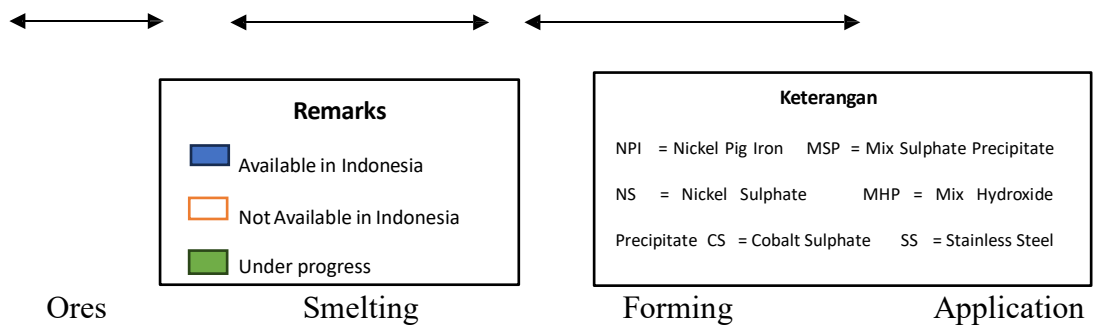 Remarks
Available in Indonesia
Not Available in Indonesia
Under progress
Keterangan
NPI = Nickel Pig Iron MSP = Mix Sulphate Precipitate
NS = Nickel Sulphate MHP = Mix Hydroxide
Precipitate CS = Cobalt Sulphate SS = Stainless Steel
Ores Smelting Forming Application